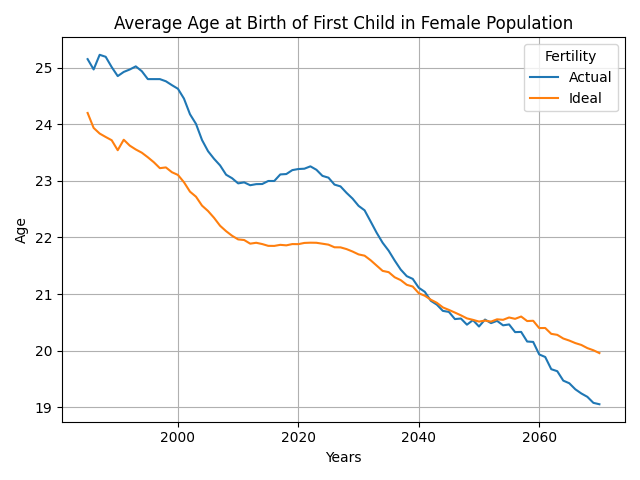 Average Age at Birth of First Child in Female Population
Fertility
Actual
Ideal
Age
25
24
23
22
21
20
19
2000
2020
2040
2060
Years